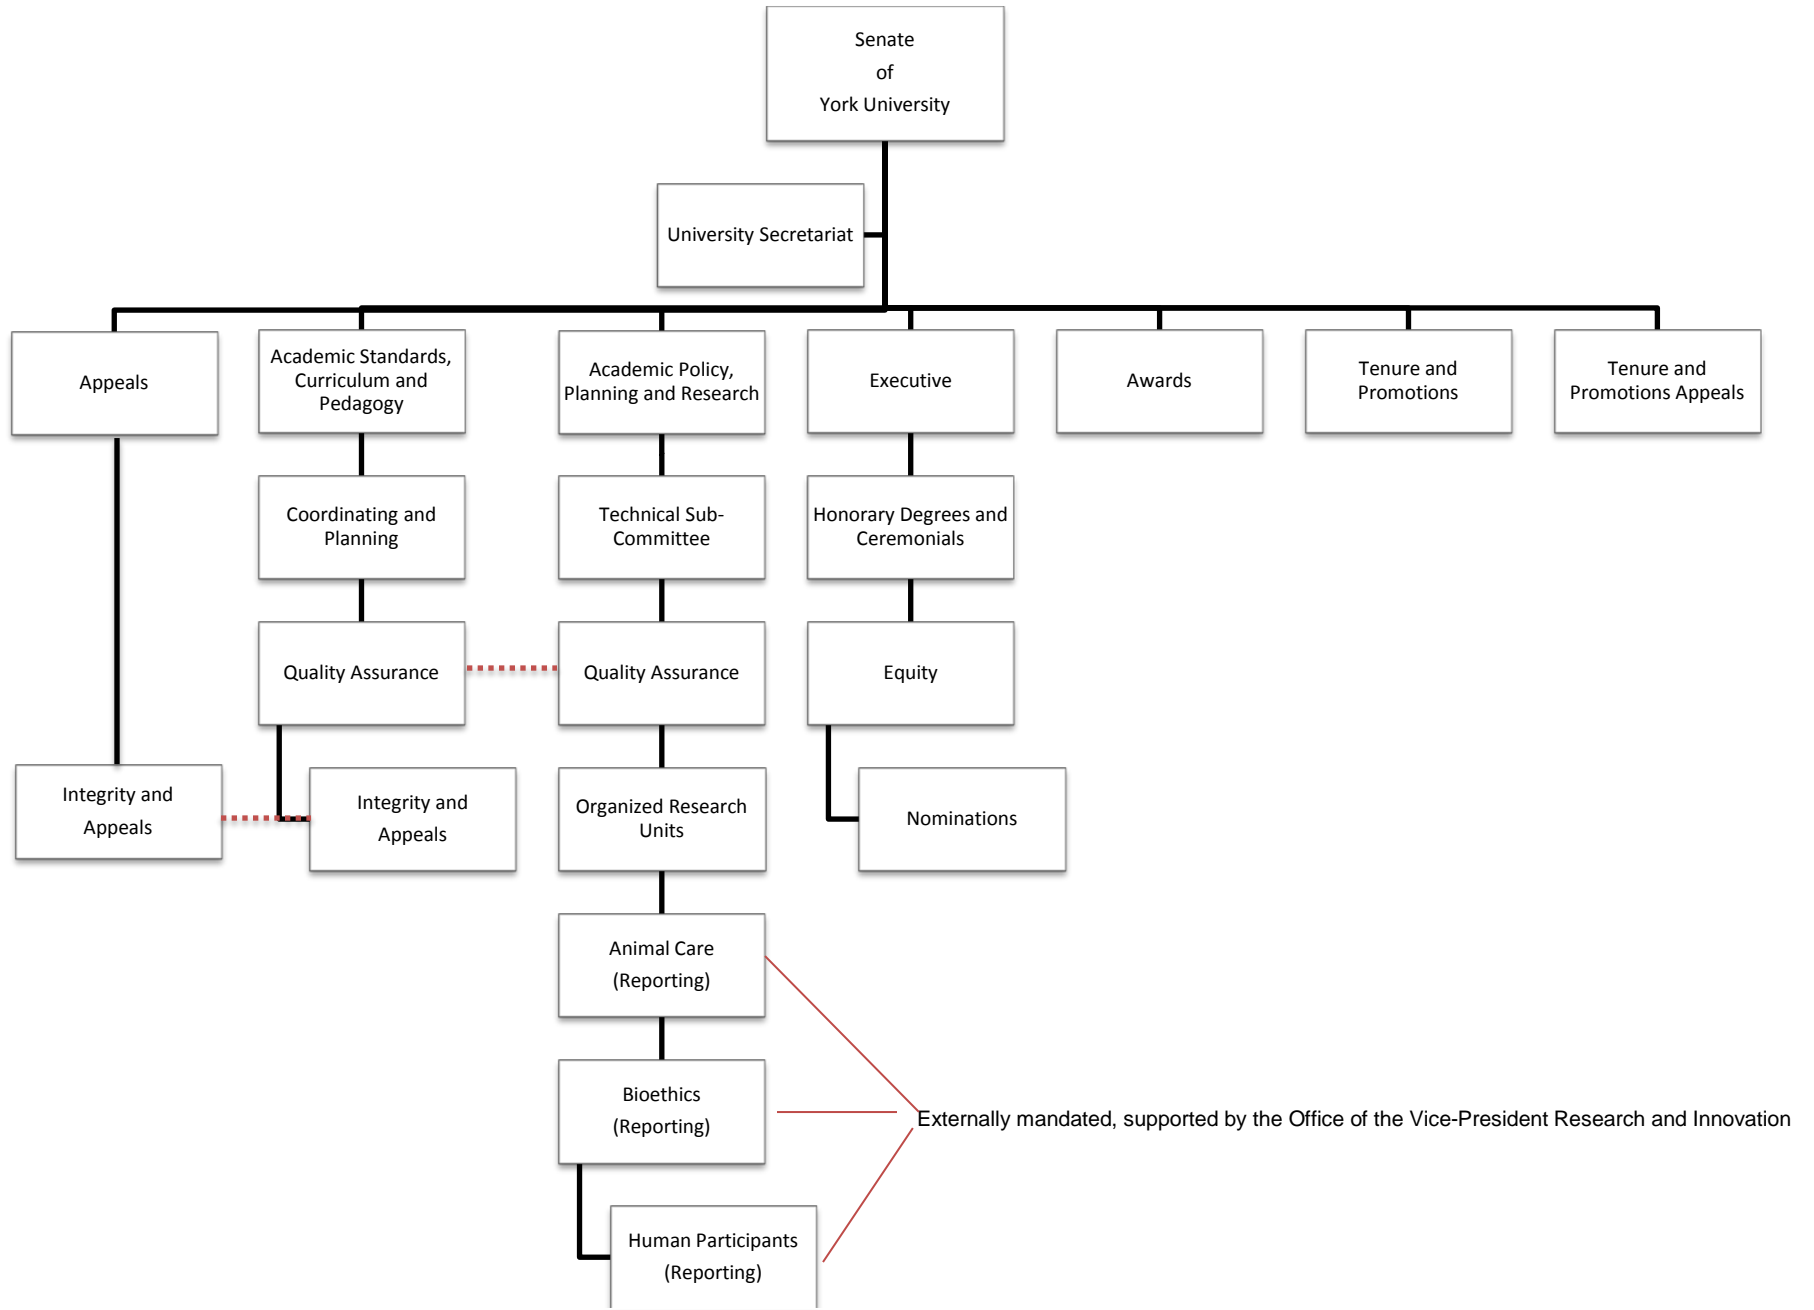 Senate
of
York University
University Secretariat
Appeals
Academic Standards,
Curriculum and
Pedagogy
Academic Policy,
Planning and Research
Executive
Awards
Tenure and
Promotions
Tenure and
Promotions Appeals
Coordinating and
Planning
Technical Sub-
Committee
Honorary Degrees and
Ceremonials
Quality Assurance
Quality Assurance
Equity
Integrity and
Appeals
Integrity and
Appeals
Organized Research
Units
Nominations
Animal Care
(Reporting)
Bioethics
(Reporting)
Externally mandated, supported by the Office of the Vice-President Research and Innovation
Human Participants
(Reporting)